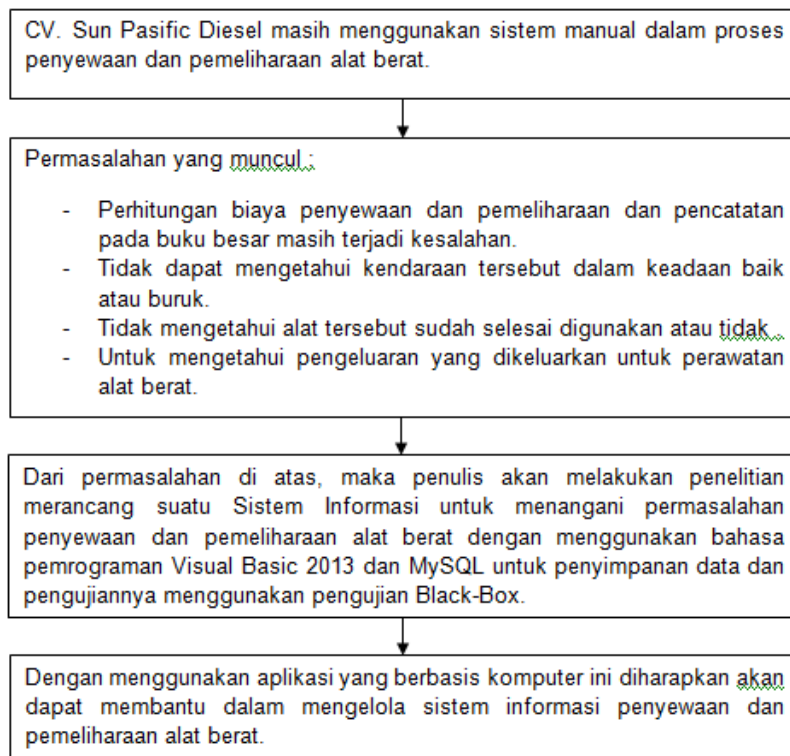 CV. Sun Pasific Diesel masih menggunakan sistem manual dalam proses
penyewaan dan pemeliharaan alat berat.
Permasalahan yang muncul :
- Perhitungan biaya penyewaan dan pemeliharaan dan pencatatan
pada buku besar masih terjadi kesalahan.
- Tidak dapat mengetahui kendaraan tersebut dalam keadaan baik
atau buruk.
- Tidak mengetahui alat tersebut sudah selesai digunakan atau tidak .
- Untuk mengetahui pengeluaran yang dikeluarkan untuk perawatan
alat berat.
Dari permasalahan di atas, maka penulis akan melakukan penelitian
merancang suatu Sistem Informasi untuk menangani permasalahan
penyewaan dan pemeliharaan alat berat dengan menggunakan bahasa
pemrograman Visual Basic 2013 dan MySQL untuk penyimpanan data dan
pengujiannya menggunakan pengujian Black-Box.
Dengan menggunakan aplikasi yang berbasis komputer ini diharapkan akan
dapat membantu dalam mengelola sistem informasi penyewaan dan
pemeliharaan alat berat.